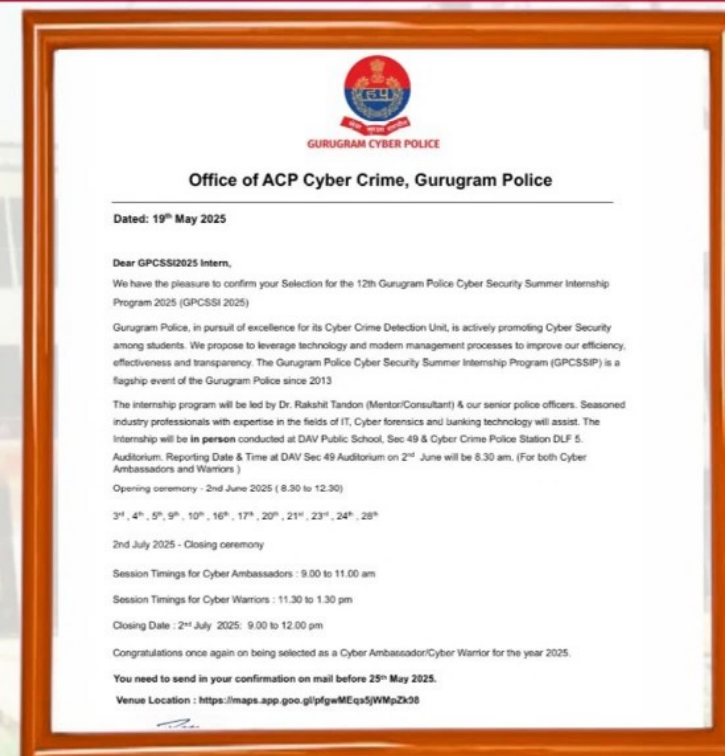 हपु
GURUGRAM CYBER POLICE
Office of ACP Cyber Crime, Gurugram Police
Dated: 19th May 2025
Dear GPCSSI2025 Intern,
We have the pleasure to confirm your Selection for the 12th Gurugram Police Cyber Security Summer Internship
Program 2025 (GPCSSI 2025)
Gurugram Police, in pursuit of excellence for its Cyber Crime Detection Unit, is actively promoting Cyber Security
among students. We propose to leverage technology and modern management processes to improve our efficiency,
effectiveness and transparency. The Gurugram Police Cyber Security Summer Internship Program (GPCSSIP) is a
flagship event of the Gurugram Police since 2013
The internship program will be led by Dr. Rakshit Tandon (Mentor/Consultant) & our senior police officers. Seasoned
industry professionals with expertise in the fields of IT, Cyber forensics and banking technology will assist. The
Internship will be in person conducted at DAV Public School, Sec 49 & Cyber Crime Police Station DLF 5.
Auditorium. Reporting Date & Time at DAV Sec 49 Auditorium on 2nd June will be 8.30 am. (For both Cyber
Ambassadors and Warriors )
Opening ceremony - 2nd June 2025 ( 8.30 to 12.30)
3rd , 4th , 5th, 9th , 10th , 16th , 17th , 20th , 21st , 23rd , 24th , 28th
2nd July 2025 - Closing ceremony
Session Timings for Cyber Ambassadors : 9.00 to 11.00 am
Session Timings for Cyber Warriors : 11.30 to 1.30 pm
Closing Date : 2nd July 2025: 9.00 to 12.00 pm
Congratulations once again on being selected as a Cyber Ambassador/Cyber Warrior for the year 2025.
You need to send in your confirmation on mail before 25th May 2025.
Venue Location : https://maps.app.goo.gl/pfgwMEqx5jWMpZk98